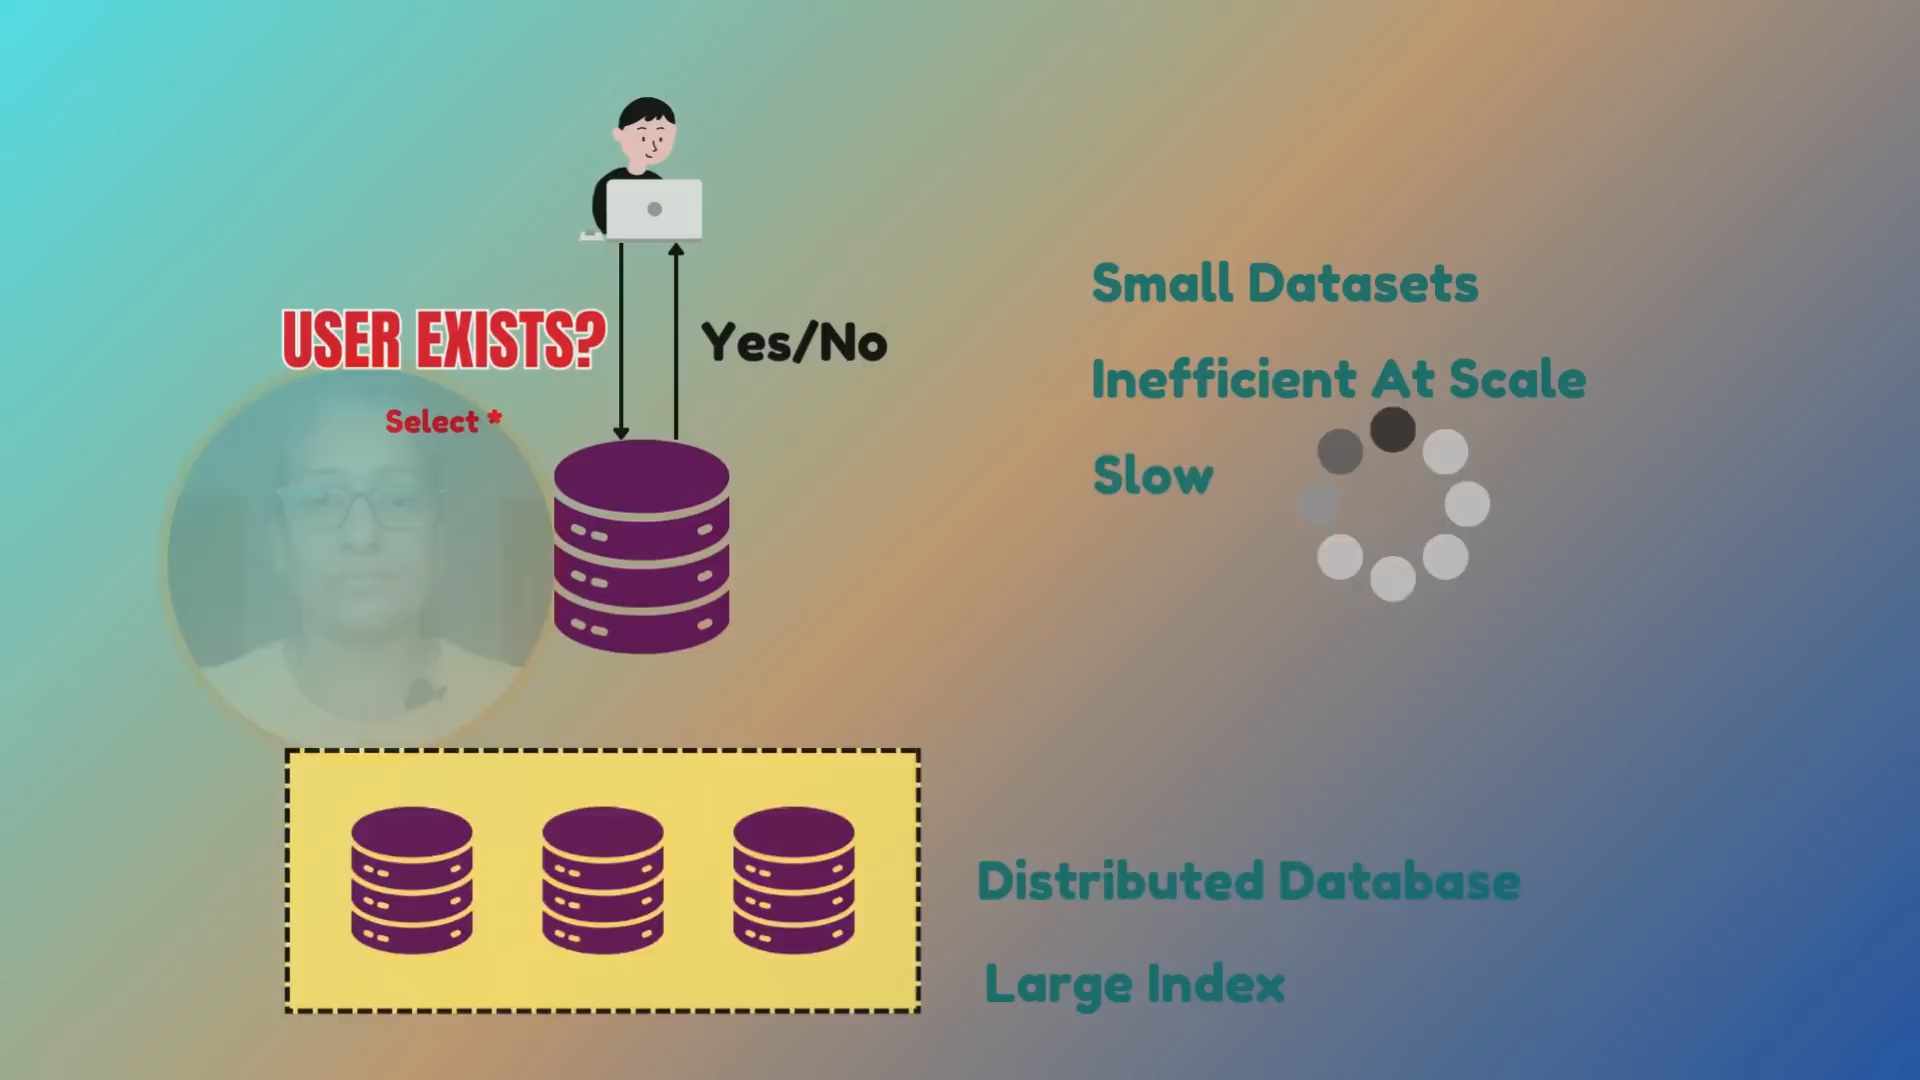 USER EXISTS?
Select *
Yes/No
Small Datasets
Inefficient At Scale
Slow
Distributed Database
Large Index